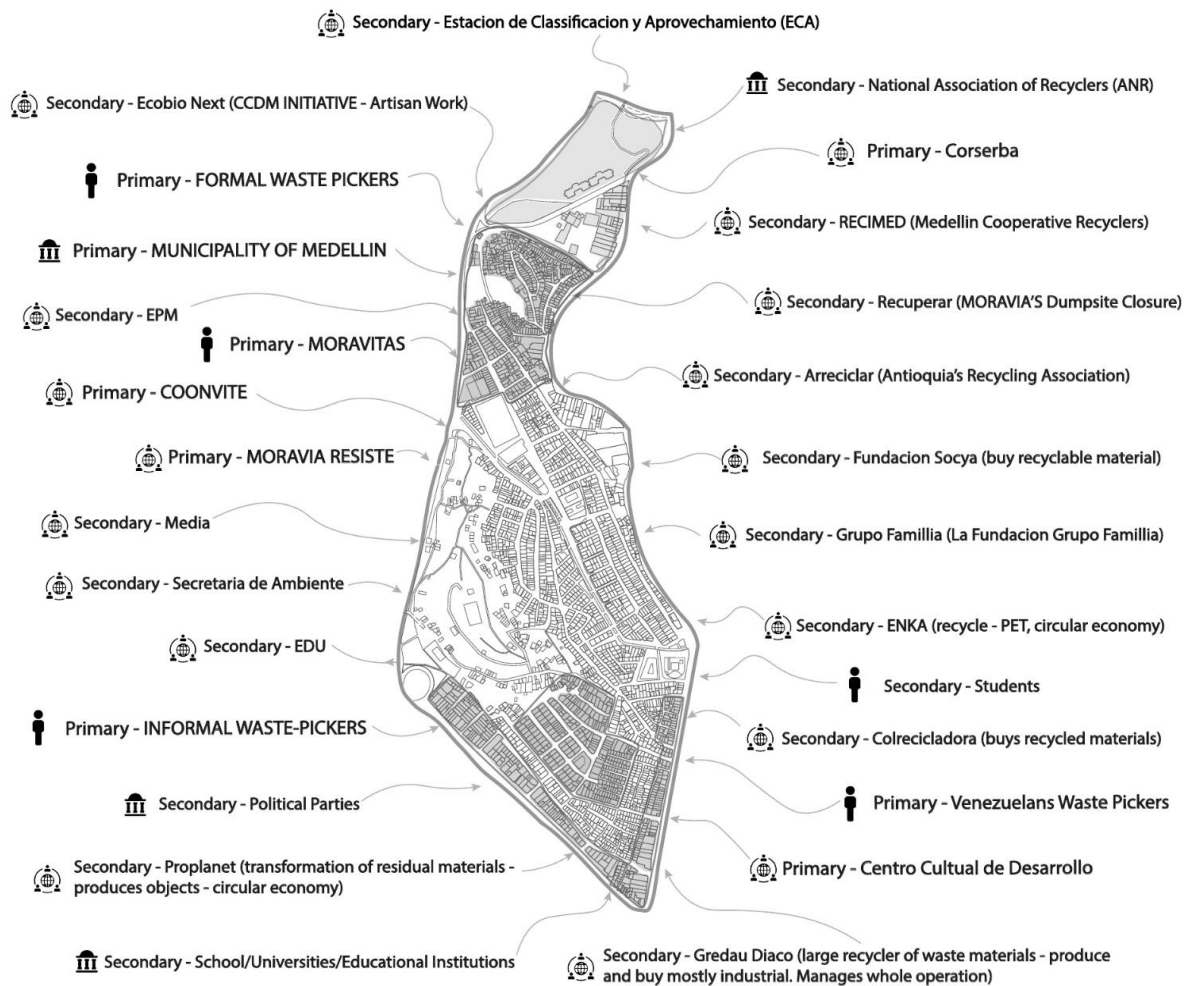 Secondary - Estacion de Classificacion y Aprovechamiento (ECA)
Secondary - Ecobio Next (CCDM INITIATIVE - Artisan Work)
Primary - FORMAL WASTE PICKERS
Primary - MUNICIPALITY OF MEDELLIN
Secondary - EPM
Primary - MORAVITAS
Primary - COONVITE
Primary - MORAVIA RESISTE
Secondary - Media
Secondary - Secretaria de Ambiente
Secondary - EDU
Primary - INFORMAL WASTE-PICKERS
Secondary - Political Parties
Secondary - Proplanet (transformation of residual materials -
produces objects - circular economy)
Secondary - School/Universities/Educational Institutions
Secondary - National Association of Recyclers (ANR)
Primary - Corserba
Secondary - RECIMED (Medellin Cooperative Recyclers)
Secondary - Recuperar (MORAVIA'S Dumpsite Closure)
Secondary - Arreciclar (Antioquia's Recycling Association)
Secondary - Fundacion Socya (buy recyclable material)
Secondary - Grupo Famillia (La Fundacion Grupo Famillia)
Secondary - ENKA (recycle - PET, circular economy)
Secondary - Students
Secondary - Colrecicladora (buys recycled materials)
Primary - Venezuelans Waste Pickers
Primary - Centro Cultual de Desarrollo
Secondary - Gredau Diaco (large recycler of waste materials - produce
and buy mostly industrial. Manages whole operation)